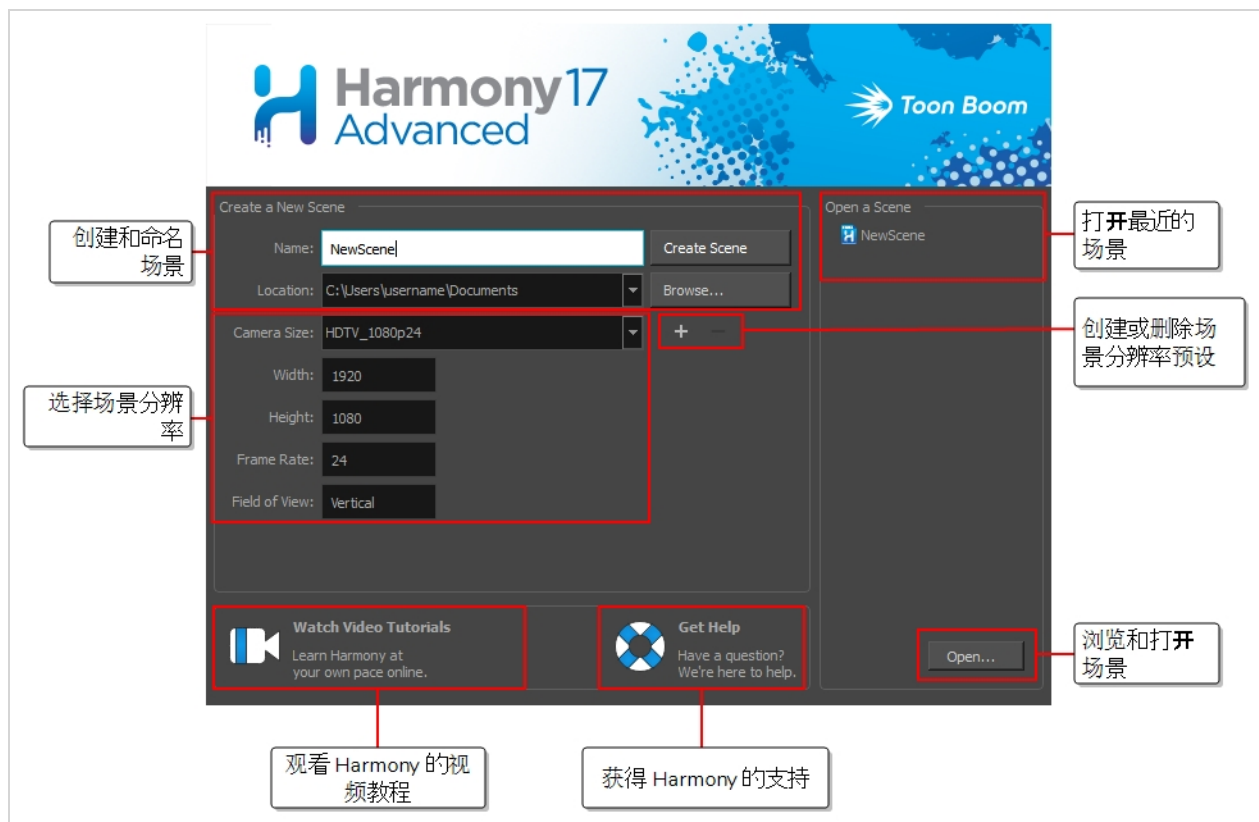 Harmony 17
Advanced
Toon Boom
Create a New Scene
Name:
NewScene
Create Scene
Location:
C:\Users\username\Documents
Browse...
Camera Size:
HDTV_1080p24
+ −
Width:
1920
Height:
1080
Frame Rate:
24
Field of View:
Vertical
Open a Scene
NewScene
Watch Video Tutorials
Learn Harmony at
your own pace online.
Get Help
Have a question?
We're here to help.
Open...
创建和命名
场景
选择场景分辨
率
打开最近的
场景
创建或删除场
景分辨率预设
浏览和打开
场景
观看 Harmony 的视
频教程
获得 Harmony 的支持